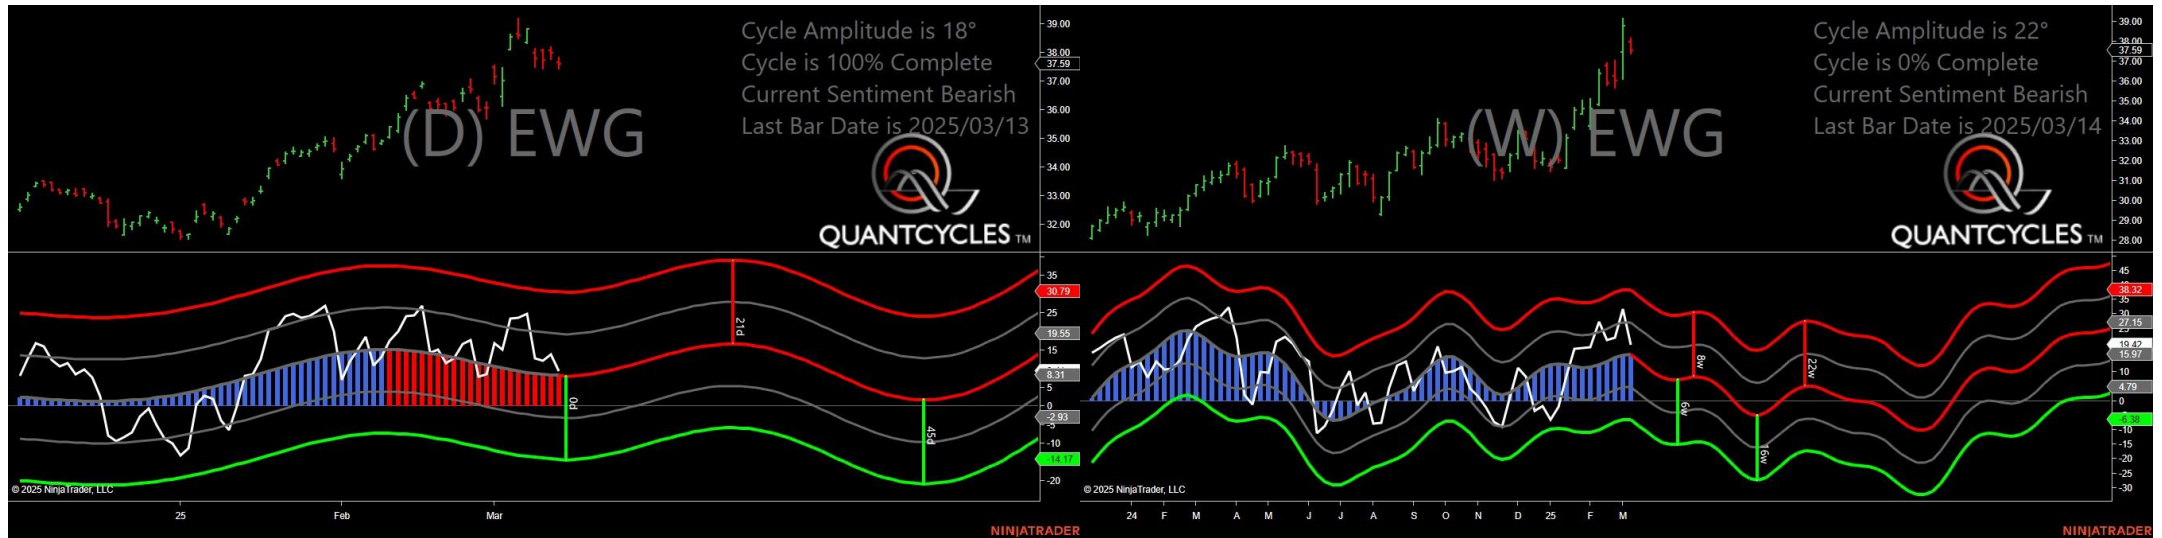 Cycle Amplitude is 18°
Cycle is 100% Complete
Current Sentiment Bearish
Last Bar Date is 2025/03/13
(D) EWG
QUANTCYCLES TM
39.00
38.00
37.59
37.00
36.00
35.00
34.00
33.00
32.00
35
30.79
25
19.55
15
8.31
5
0
-2.93
-5
-10
-14.17
-20
21d
0d
45d
© 2025 NinjaTrader, LLC
25 Feb Mar
NINJATRADER
Cycle Amplitude is 22°
Cycle is 0% Complete
Current Sentiment Bearish
Last Bar Date is 2025/03/14
(W) EWG
QUANTCYCLES TM
39.00
38.00
37.59
37.00
36.00
35.00
34.00
33.00
32.00
31.00
30.00
29.00
28.00
45
38.32
35
30
27.15
19.42
15.97
10
4.79
0
-6.38
-10
-15
-20
-25
-30
8w
22w
6w
16w
© 2025 NinjaTrader, LLC
24 F M A M J J A S O N D 25 F M
NINJATRADER